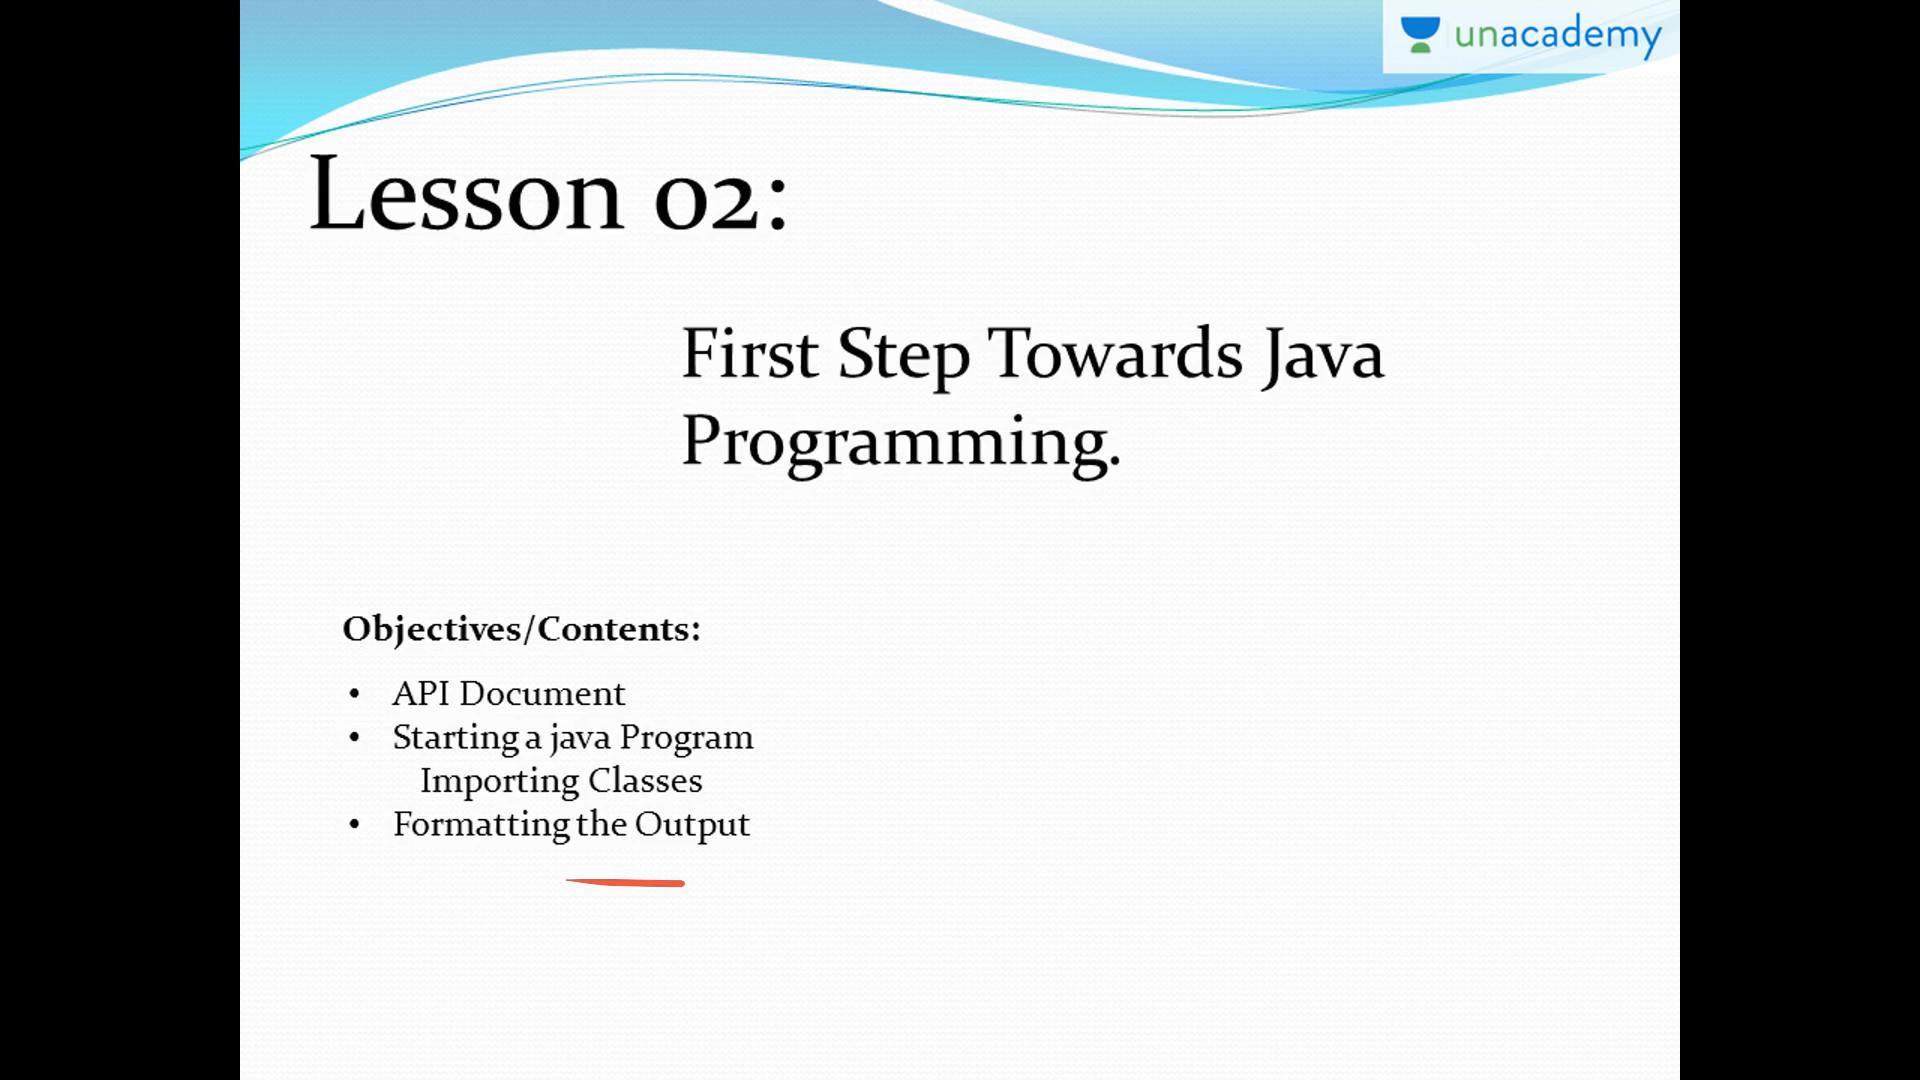 unacademy
Lesson 02:
First Step Towards Java
Programming.
Objectives/Contents:
• API Document
• Starting a java Program
Importing Classes
• Formatting the Output